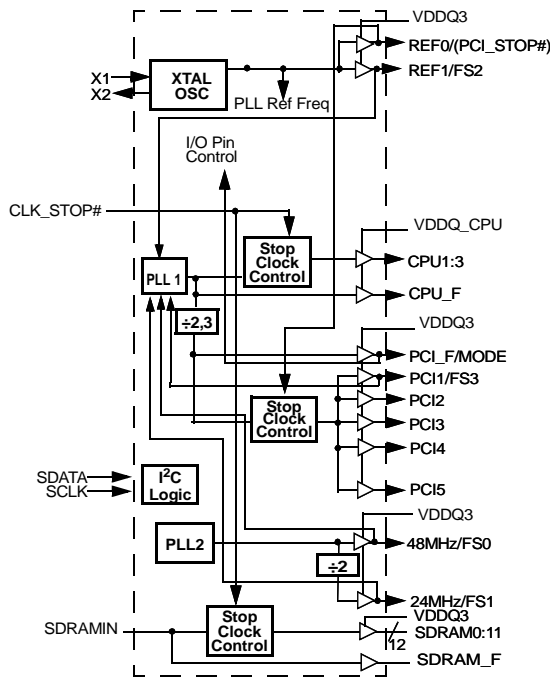 VDDQ3
REF0/(PCI_STOP#)
X1
X2
XTAL
OSC
REF1/FS2
PLL Ref Freq
I/O Pin
Control
CLK_STOP#
VDDQ_CPU
Stop
Clock
Control
CPU1:3
PLL 1
CPU_F
÷2,3
VDDQ3
PCI_F/MODE
PCI1/FS3
PCI2
Stop
Clock
Control
PCI3
PCI4
SDATA
SCLK
I²C
Logic
PCI5
VDDQ3
PLL2
48MHz/FS0
÷2
24MHz/FS1
VDDQ3
SDRAMIN
Stop
Clock
Control
12
SDRAM0:11
SDRAM_F